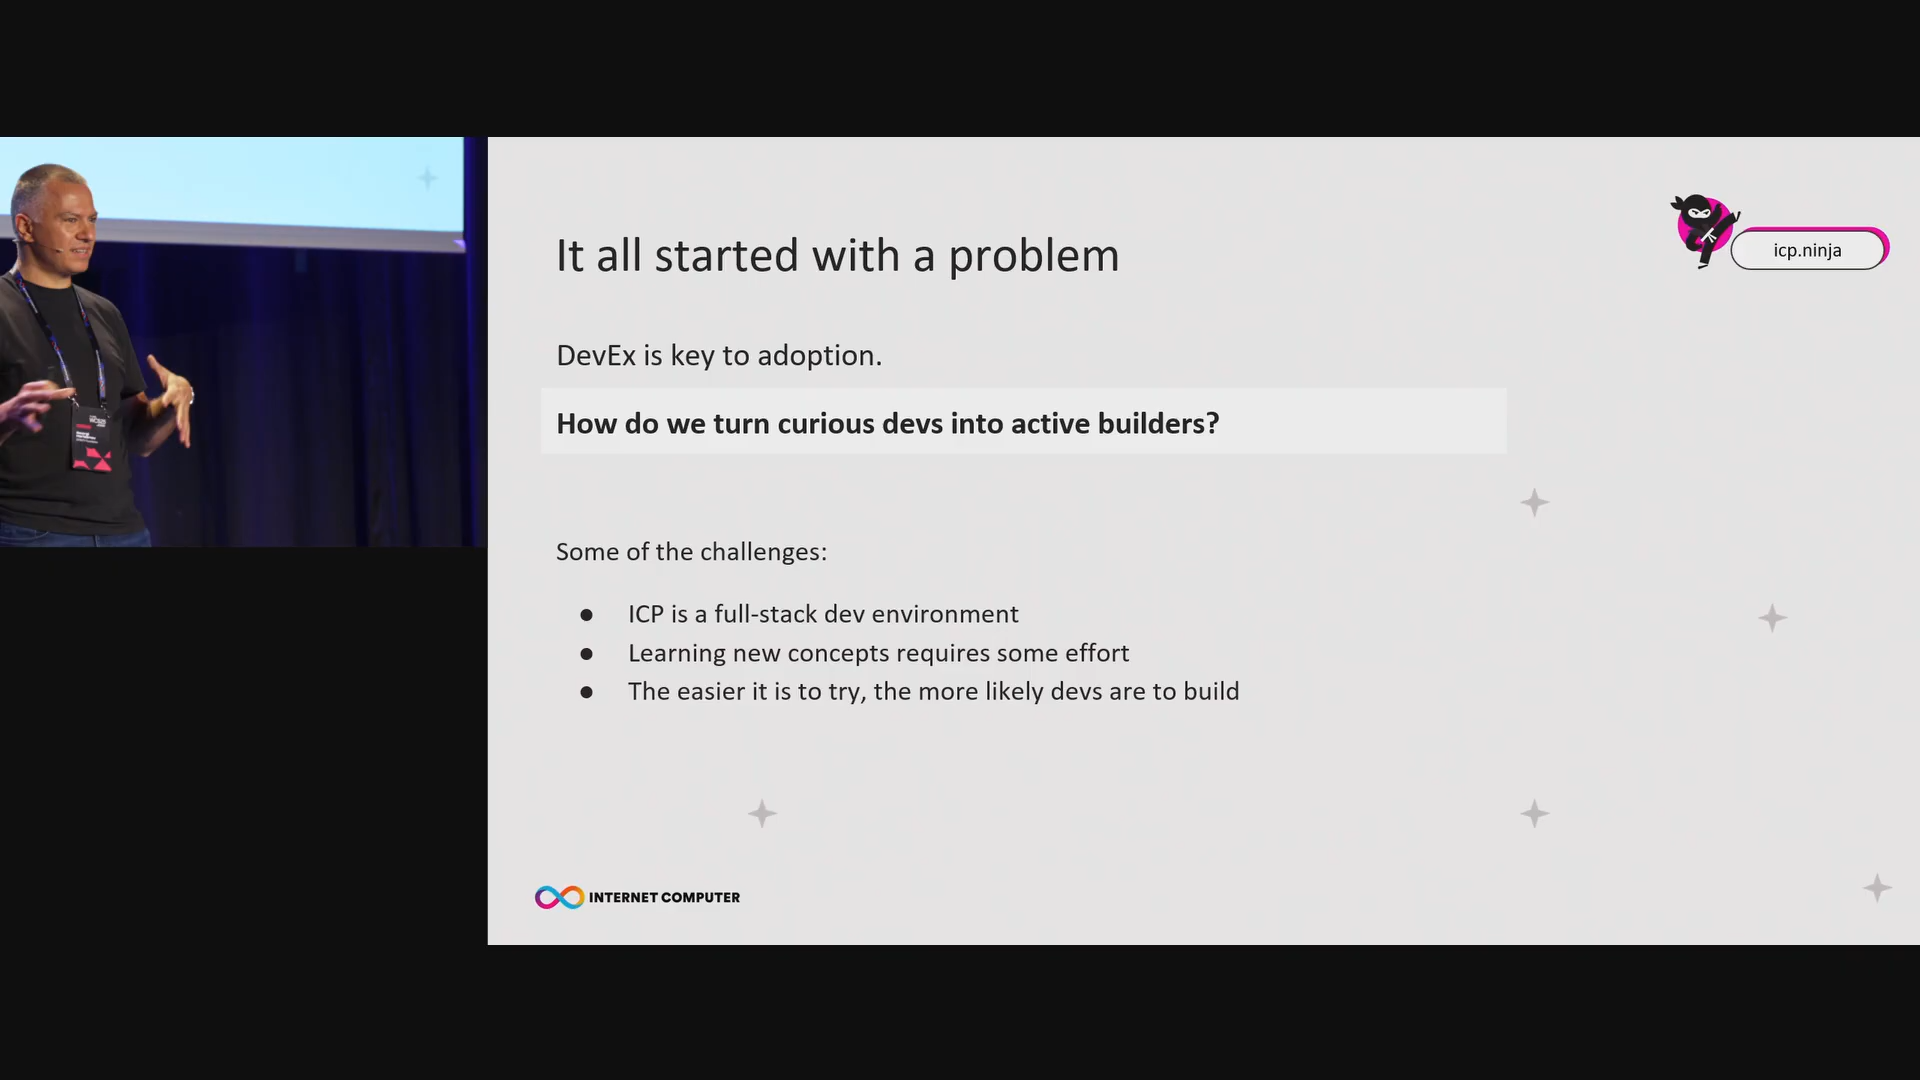 It all started with a problem
icp.ninja
DevEx is key to adoption.
How do we turn curious devs into active builders?
Some of the challenges:
● ICP is a full-stack dev environment
● Learning new concepts requires some effort
● The easier it is to try, the more likely devs are to build
INTERNET COMPUTER